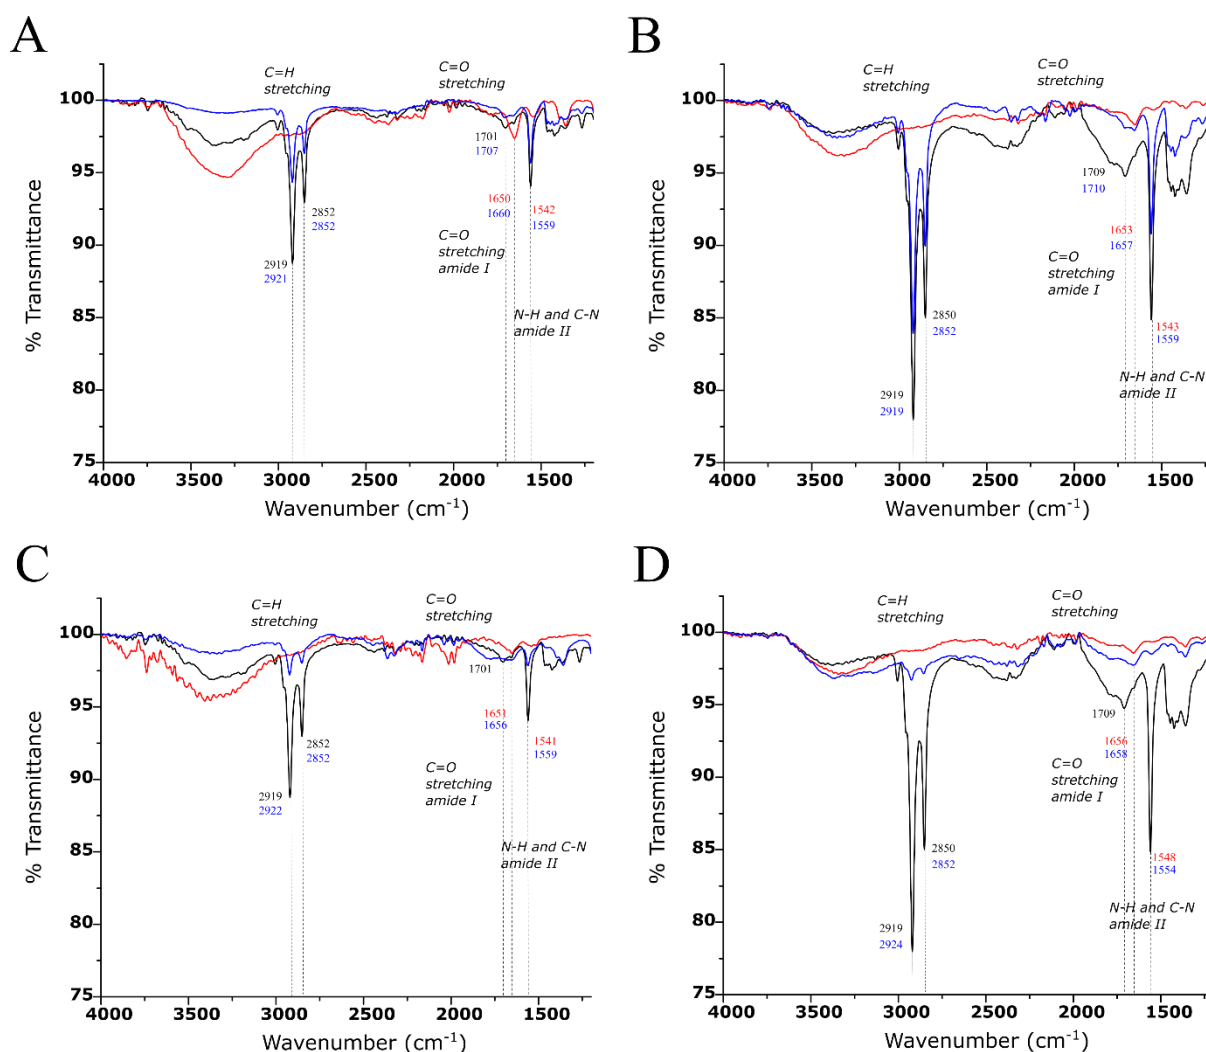 A
C=H
stretching
C=O
stretching
100
95
90
85
80
75
% Transmittance
1701
1707
1650
1660
1542
1559
2852
2852
2919
2921
C=O
stretching
amide I
N-H and C-N
amide II
4000 3500 3000 2500 2000 1500
Wavenumber (cm-1)
B
C=H
stretching
C=O
stretching
100
95
90
85
80
75
% Transmittance
1709
1710
1653
1657
C=O
stretching
amide I
2850
2852
1543
1559
N-H and C-N
amide II
2919
2919
4000 3500 3000 2500 2000 1500
Wavenumber (cm-1)
C
C=H
stretching
C=O
stretching
100
95
90
85
80
75
% Transmittance
1701
1651
1656
1541
1559
2852
2852
C=O
stretching
amide I
2919
2922
N-H and C-N
amide II
4000 3500 3000 2500 2000 1500
Wavenumber (cm-1)
D
C=H
stretching
C=O
stretching
100
95
90
85
80
75
% Transmittance
1709
1656
1658
C=O
stretching
amide I
2850
2852
1548
1554
N-H and C-N
amide II
2919
2924
4000 3500 3000 2500 2000 1500
Wavenumber (cm-1)